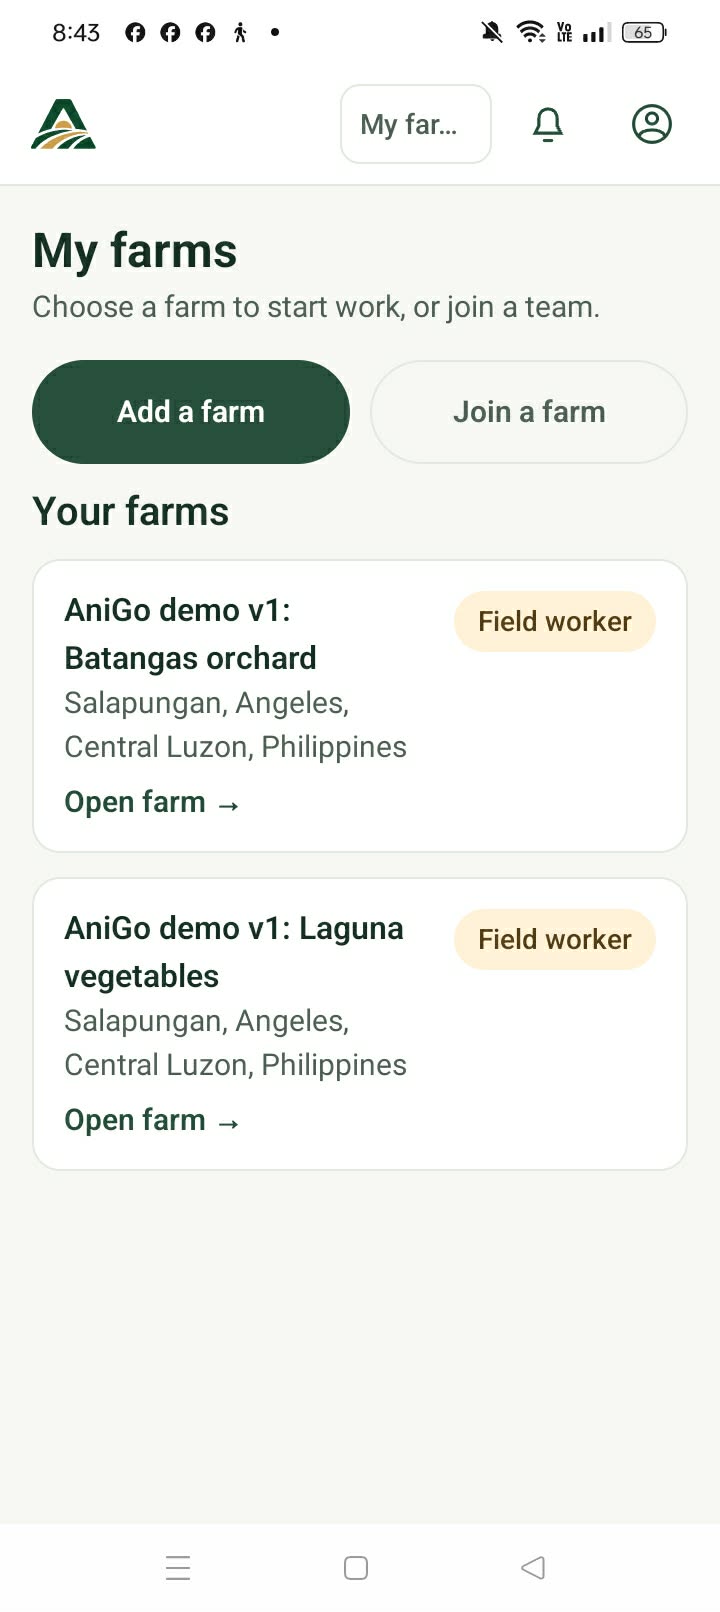 8:43
Vo
LTE
65
My far...
My farms
Choose a farm to start work, or join a team.
Add a farm
Join a farm
Your farms
AniGo demo v1:
Batangas orchard
Field worker
Salapungan, Angeles,
Central Luzon, Philippines
Open farm →
AniGo demo v1: Laguna
vegetables
Field worker
Salapungan, Angeles,
Central Luzon, Philippines
Open farm →